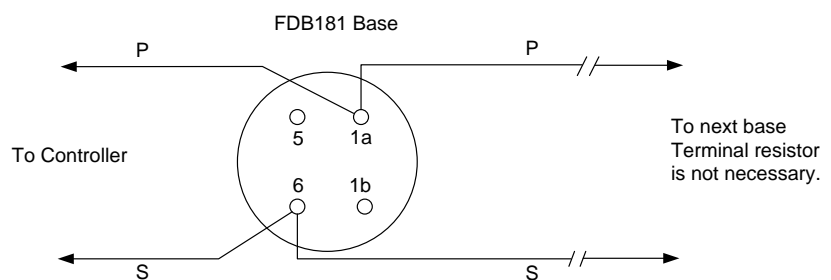 FDB181 Base
P
P
5
1a
To Controller
To next base
Terminal resistor
is not necessary.
6
1b
S
S